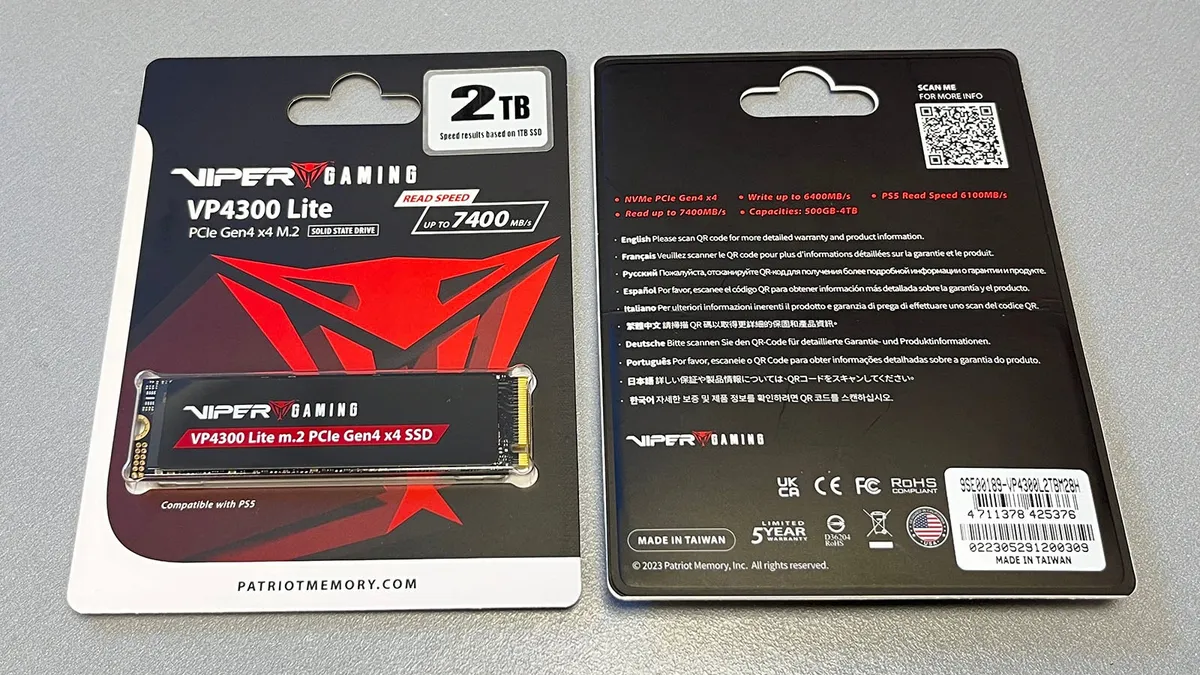 2TB
Speed results based on 1TB SSD
VIPER GAMING
VP4300 Lite
PCIe Gen4 x4 M.2 SOLID STATE DRIVE
READ SPEED
UP TO 7400 MB/s
VIPER GAMING
VP4300 Lite m.2 PCIe Gen4 x4 SSD
Compatible with PS5
PATRIOTMEMORY.COM
SCAN ME
FOR MORE INFO
• NVMe PCIe Gen4 x4 • Write up to 6400MB/s • PS5 Read Speed 6100MB/s
• Read up to 7400MB/s • Capacities: 500GB-4TB
· English Please scan QR code for more detailed warranty and product information.
· Français Veuillez scanner le QR code pour plus d'informations détaillées sur la garantie et le produit.
· Русский Пожалуйста, отсканируйте QR-код для получения более подробной информации о гарантии и продукте.
· Español Por favor, escanee el código QR para obtener información más detallada sobre la garantía y el producto.
· Italiano Per ulteriori informazioni inerenti il prodotto e garanzia di prega di effettuare uno scan del codice QR.
· 繁體中文 請掃描 QR 碼以取得更詳細的保固和產品資訊。
· Deutsche Bitte scannen Sie den QR-Code für detaillierte Garantie- und Produktinformationen.
· Português Por favor, escaneie o QR Code para obter informações detalhadas sobre a garantia do produto.
· 日本語 詳しい保証や製品情報については、QRコードをスキャンしてください。
· 한국어 자세한 보증 및 제품 정보를 확인하려면 QR 코드를 스캔하십시오.
VIPER GAMING
UK CA CE FC RoHS COMPLIANT
MADE IN TAIWAN
LIMITED
5YEAR
WARRANTY
D36204
RoHS
USA
© 2023 Patriot Memory, Inc. All rights reserved.
9SE00189-VP4300L2TBM28H
4 711378 425376
022305291200309
MADE IN TAIWAN